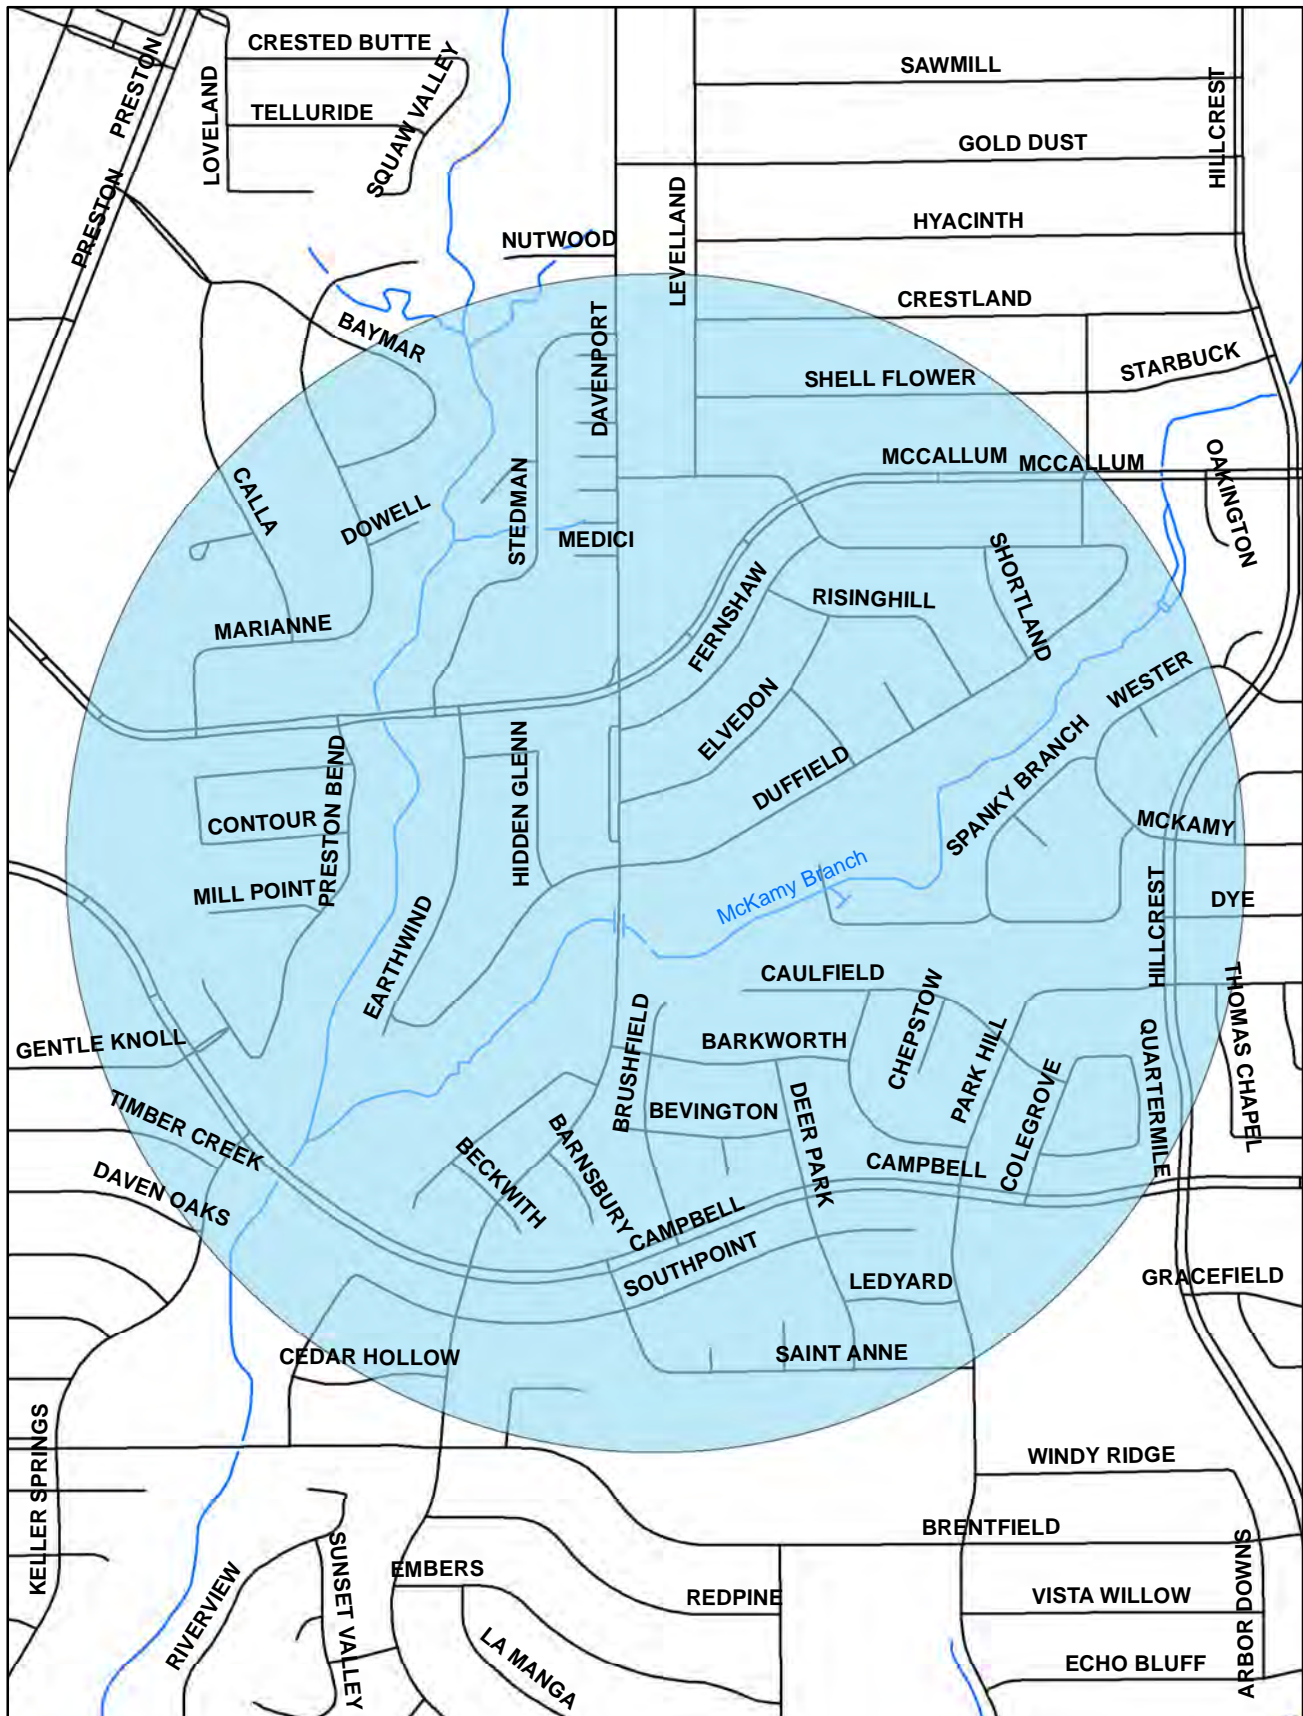 CRESTED BUTTE
PRESTON
SAWMILL
LOVELAND
TELLURIDE
SQUAW VALLEY
HILLCREST
GOLD DUST
PRESTON
LEVELLAND
HYACINTH
NUTWOOD
CRESTLAND
BAYMAR
DAVENPORT
STARBUCK
SHELL FLOWER
MCCALLUM
MCCALLUM
OAKINGTON
CALLA
DOWELL
STEDMAN
MEDICI
SHORTLAND
FERNSHAW
RISINGHILL
MARIANNE
WESTER
ELVEDON
HIDDEN GLENN
PRESTON BEND
SPANKY BRANCH
DUFFIELD
CONTOUR
MCKAMY
MILL POINT
McKamy Branch
HILLCREST
DYE
EARTHWIND
CAULFIELD
CHEPSTOW
THOMAS CHAPEL
BRUSHFIELD
BARKWORTH
PARK HILL
QUARTERMILE
GENTLE KNOLL
COLEGROVE
BEVINGTON
DEER PARK
TIMBER CREEK
BARNSBURY
BECKWITH
CAMPBELL
DAVEN OAKS
CAMPBELL
SOUTHPOINT
LEDYARD
GRACEFIELD
CEDAR HOLLOW
SAINT ANNE
KELLER SPRINGS
WINDY RIDGE
BRENTFIELD
SUNSET VALLEY
EMBERS
RIVERVIEW
REDPINE
VISTA WILLOW
ARBOR DOWNS
LA MANGA
ECHO BLUFF